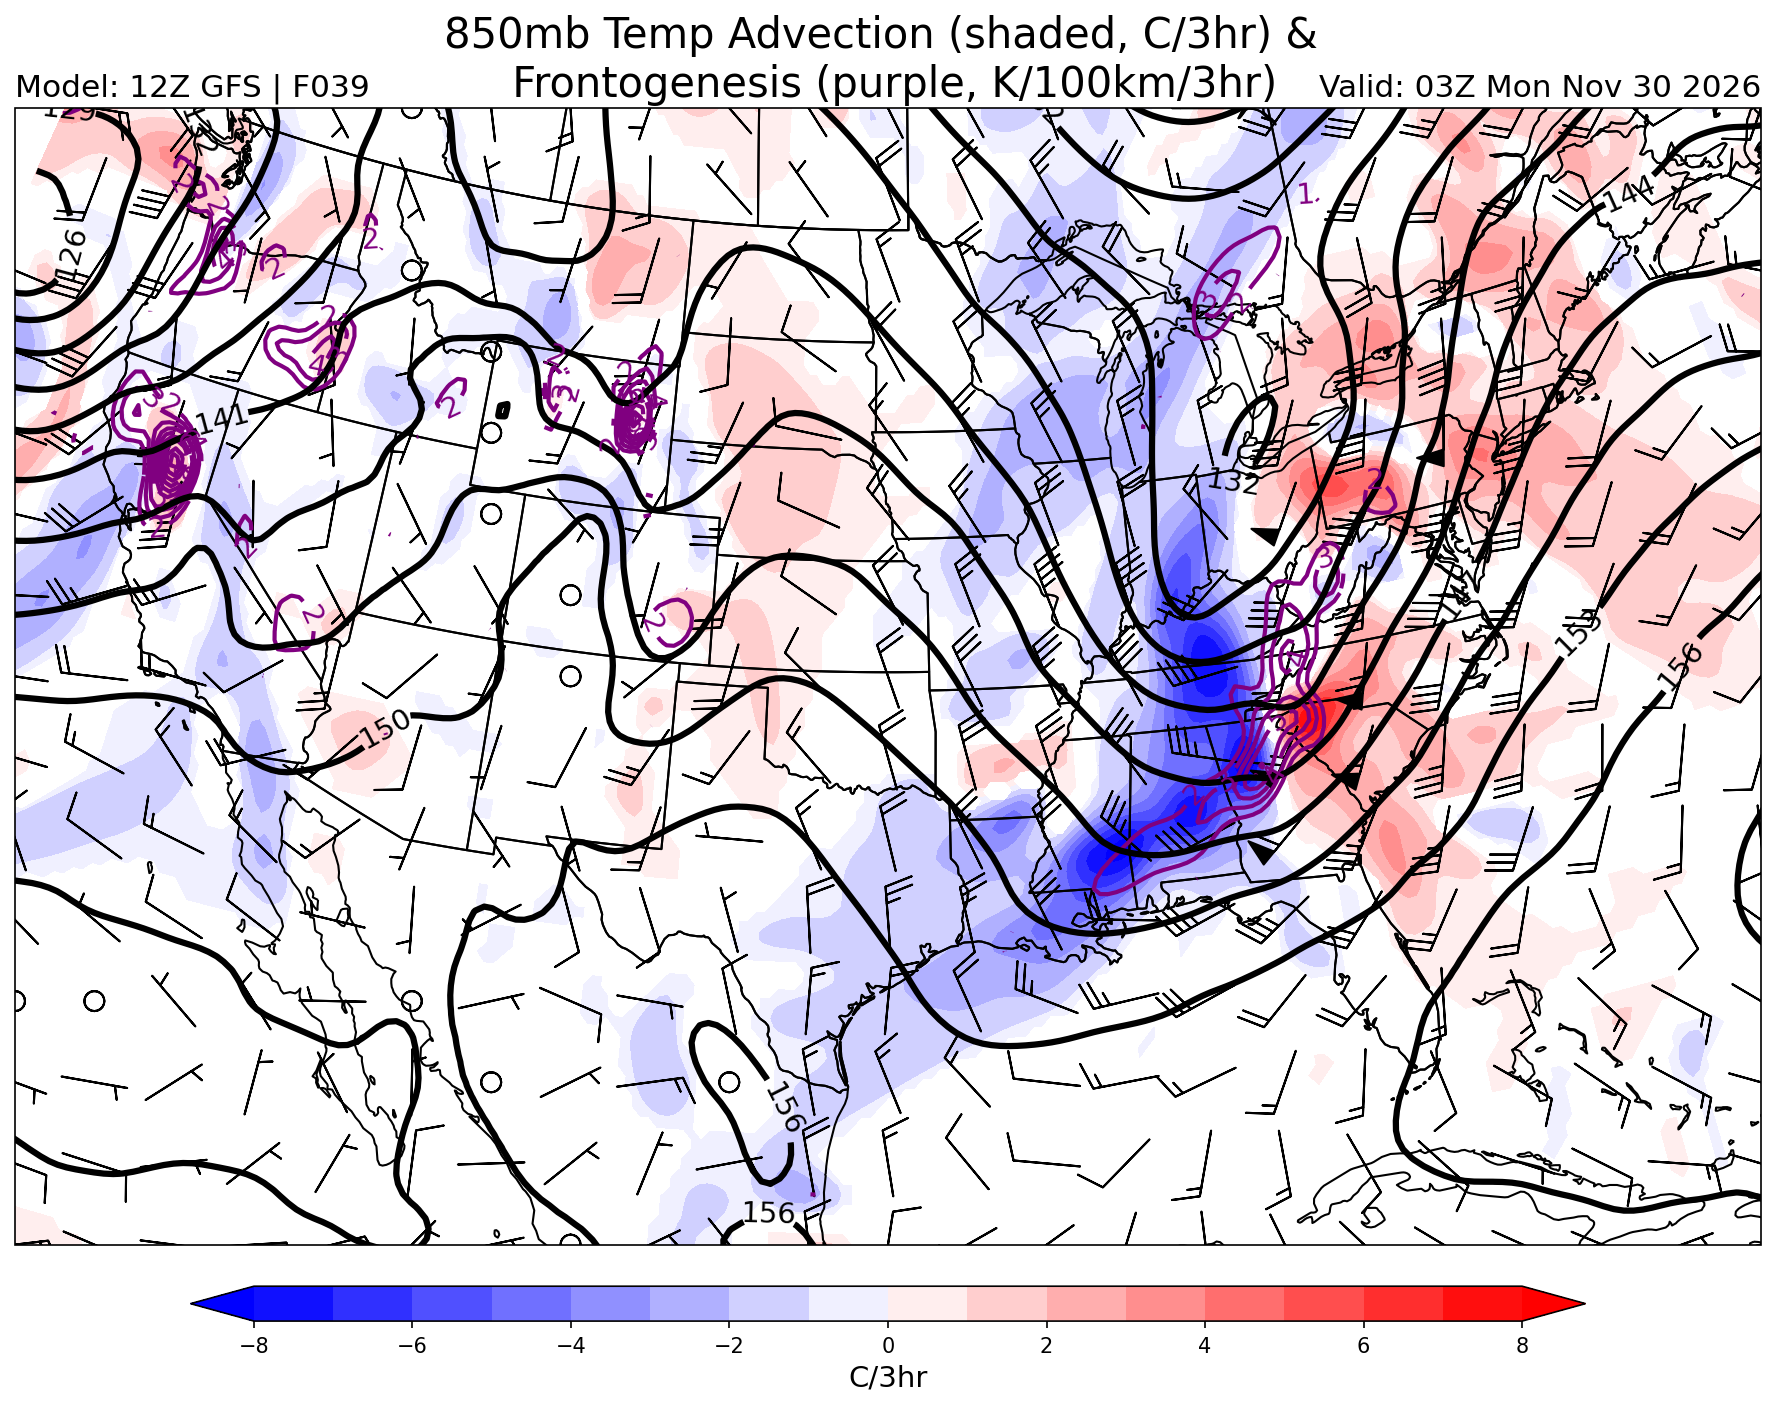 850mb Temp Advection (shaded, C/3hr) &
Model: 12Z GFS | F039 Frontogenesis (purple, K/100km/3hr) Valid: 03Z Mon Nov 30 2026
144
126
141
132
153
156
150
156
156
−8 −6 −4 −2 0 2 4 6 8
C/3hr